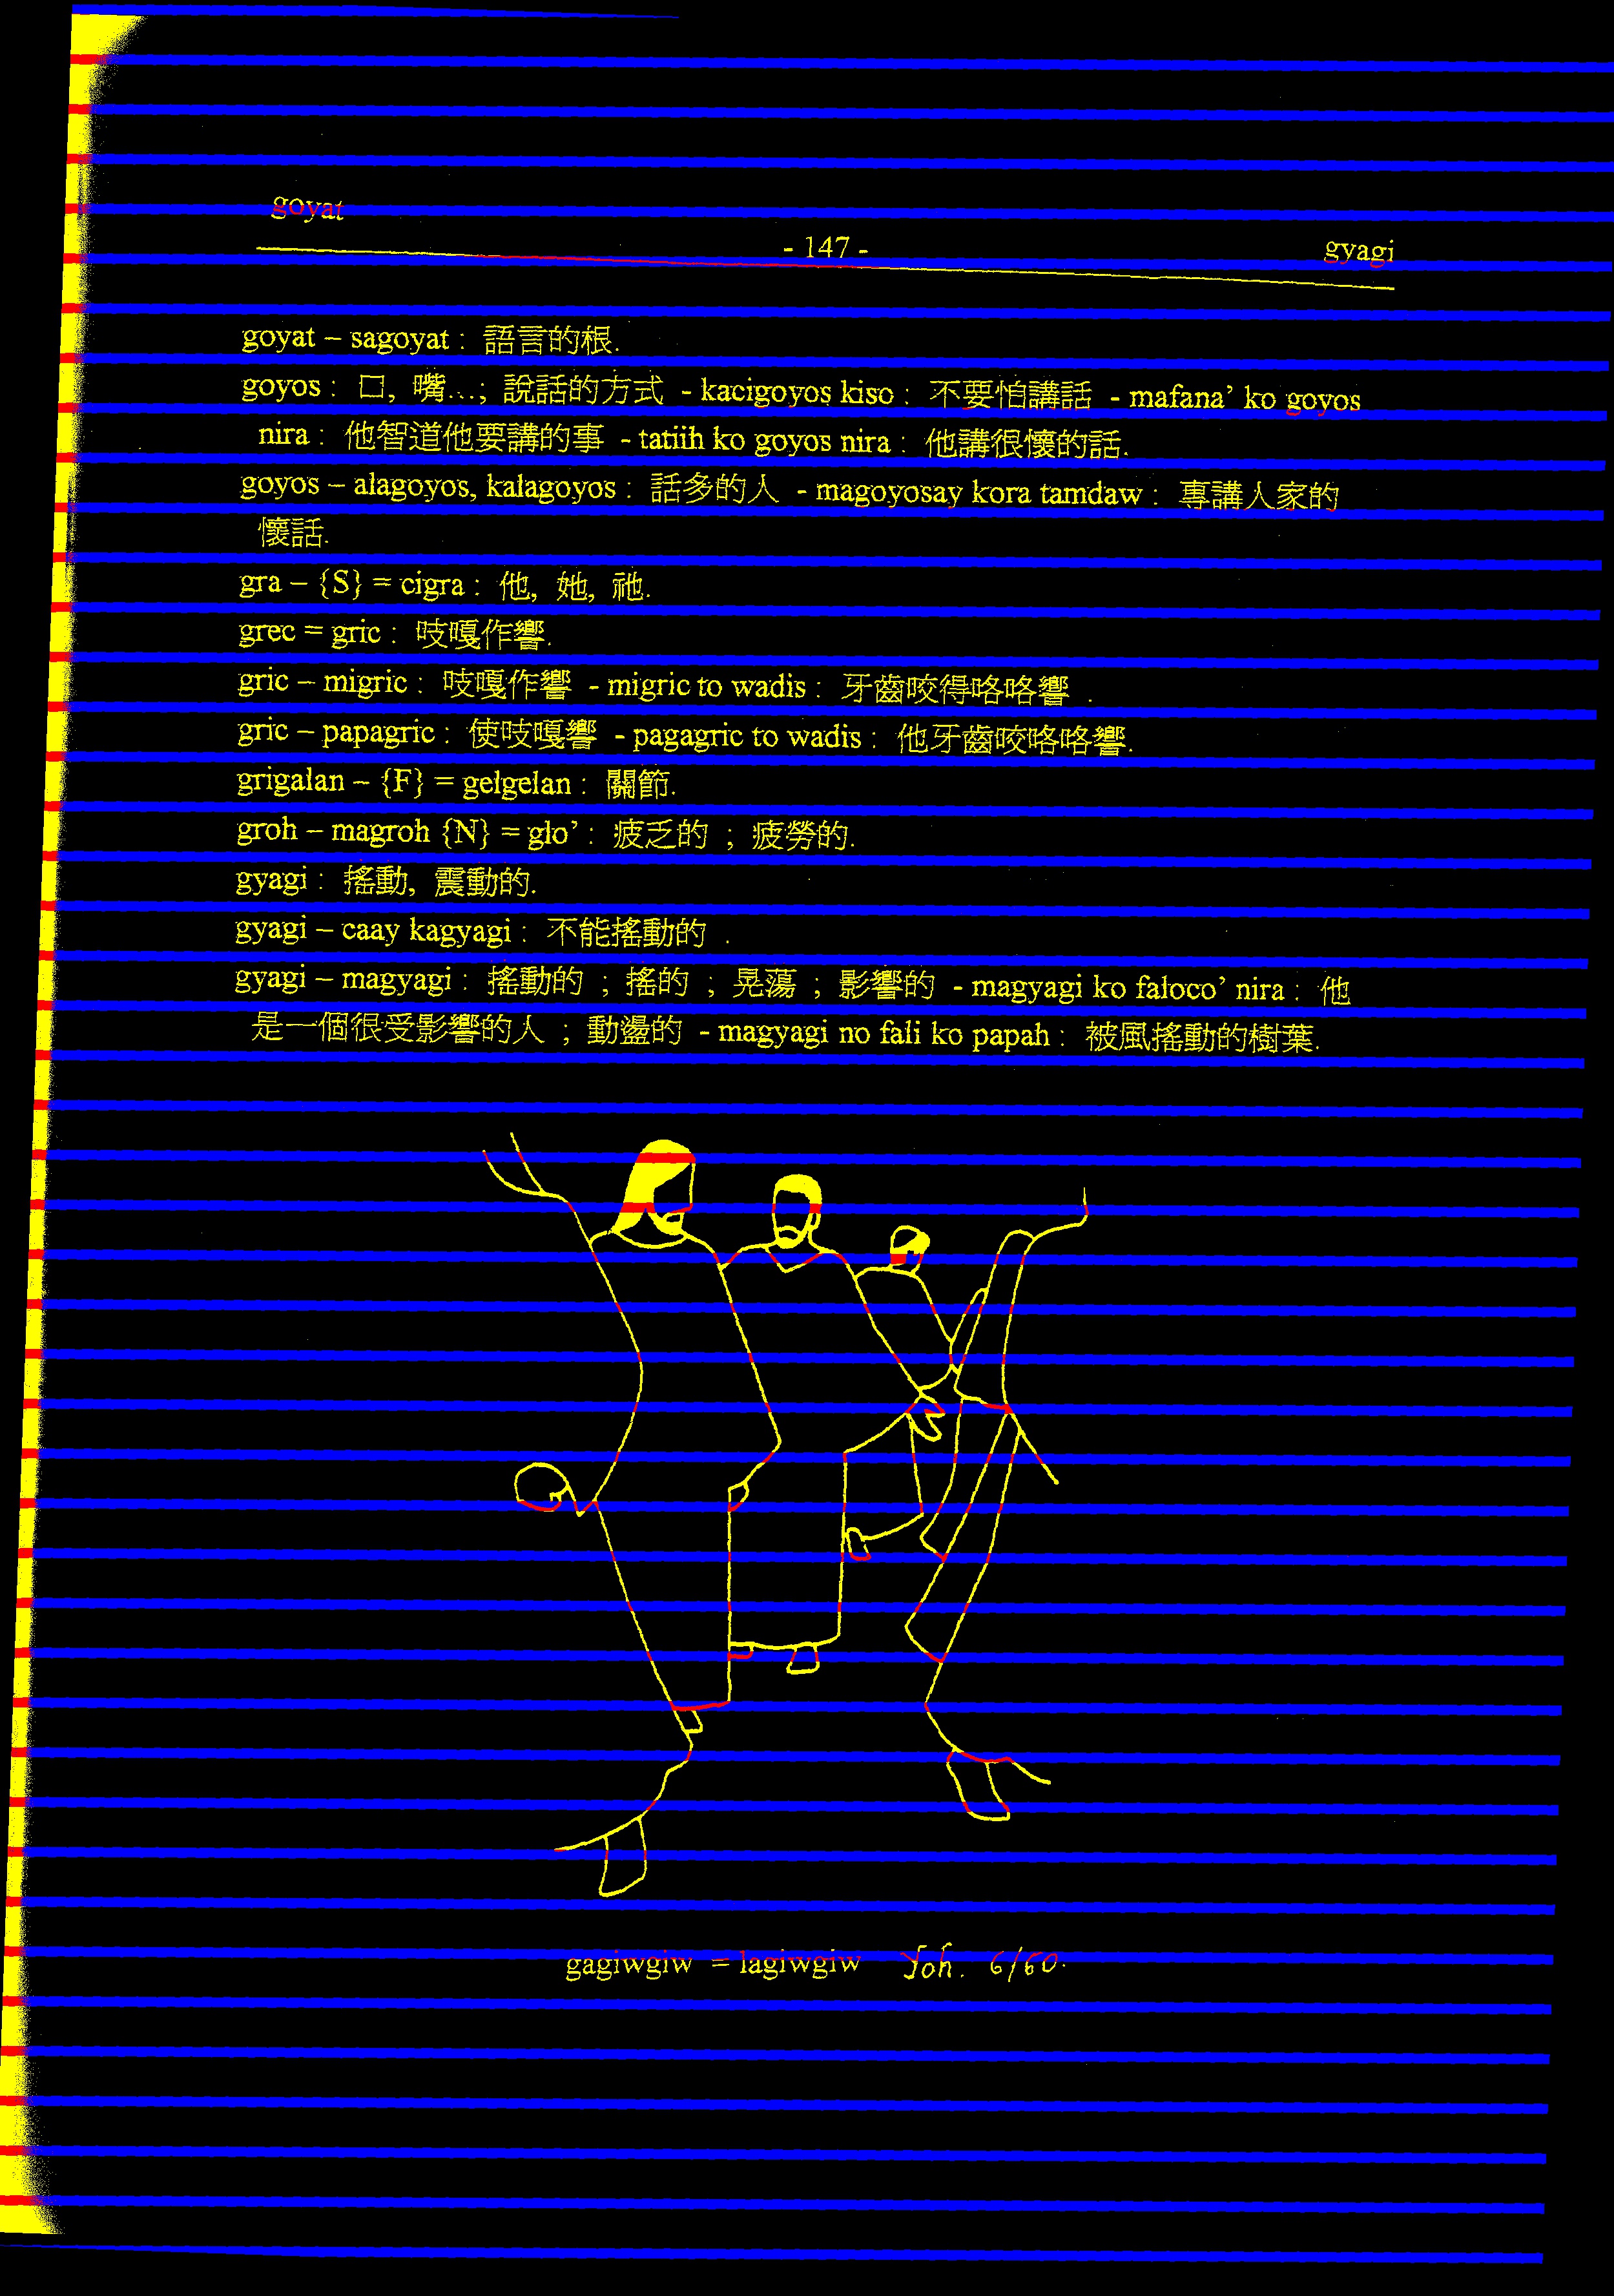 goyat
- 147 -
gyagi
goyat – sagoyat : 語言的根.
goyos : 口, 嘴...; 說話的方式 - kacigoyos kiso : 不要怕講話 - mafana’ ko goyos
nira : 他智道他要講的事 - tatiih ko goyos nira : 他講很懷的話.
goyos – alagoyos, kalagoyos : 話多的人 - magoyosay kora tamdaw : 專講人家的
懷話.
gra – {S} = cigra : 他, 她, 祂.
grec = gric : 吱嘎作響.
gric – migric : 吱嘎作響 - migric to wadis : 牙齒咬得咯咯響 .
gric – papagric : 使吱嘎響 - pagagric to wadis : 他牙齒咬咯咯響.
grigalan – {F} = gelgelan : 關節.
groh – magroh {N} = glo’ : 疲乏的 ; 疲勞的.
gyagi : 搖動, 震動的.
gyagi – caay kagyagi : 不能搖動的 .
gyagi – magyagi : 搖動的 ; 搖的 ; 晃蕩 ; 影響的 - magyagi ko faloco’ nira : 他
是一個很受影響的人 ; 動盪的 - magyagi no fali ko papah : 被風搖動的樹葉.
gagiwgiw = lagiwgiw Yoh. 6/60.